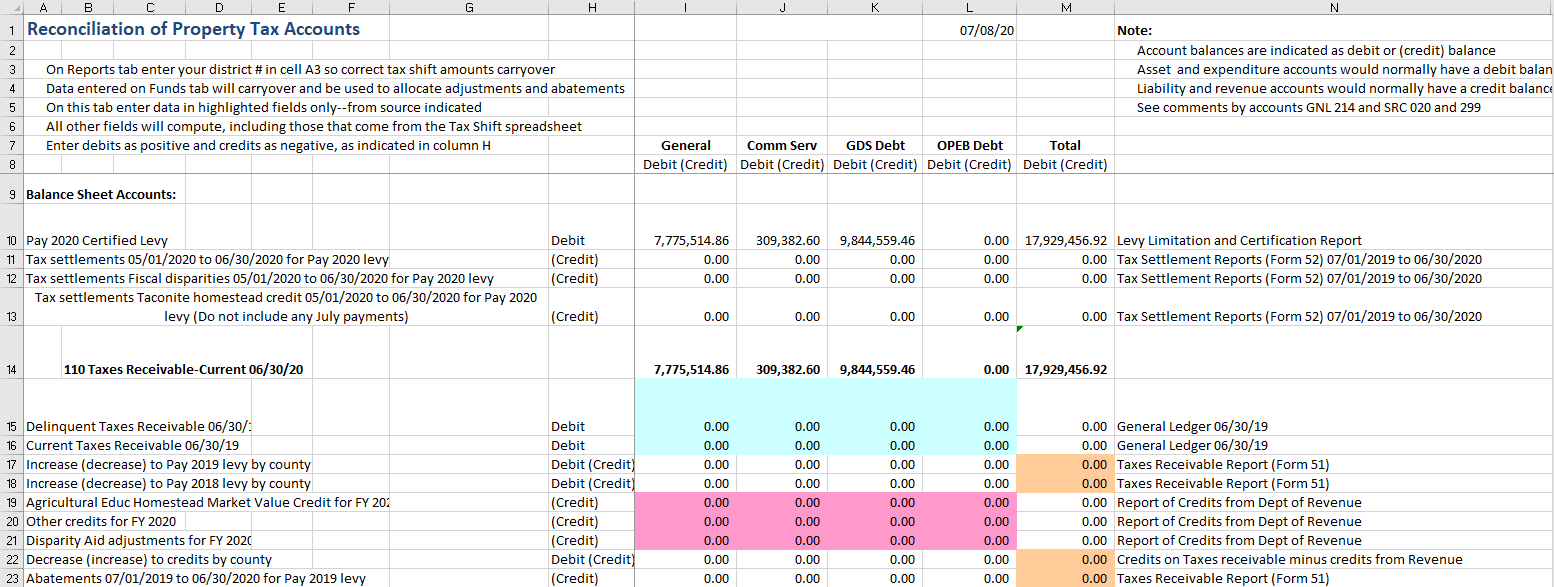 A B C D E F G H I J K L M N
1 Reconciliation of Property Tax Accounts 07/08/20 Note:
2 Account balances are indicated as debit or (credit) balance
3 On Reports tab enter your district # in cell A3 so correct tax shift amounts carryover Asset and expenditure accounts would normally have a debit balan
4 Data entered on Funds tab will carryover and be used to allocate adjustments and abatements Liability and revenue accounts would normally have a credit balance
5 On this tab enter data in highlighted fields only--from source indicated See comments by accounts GNL 214 and SRC 020 and 299
6 All other fields will compute, including those that come from the Tax Shift spreadsheet
7 Enter debits as positive and credits as negative, as indicated in column H General Comm Serv GDS Debt OPEB Debt Total
8 Debit (Credit) Debit (Credit) Debit (Credit) Debit (Credit) Debit (Credit)
9 Balance Sheet Accounts:
10 Pay 2020 Certified Levy Debit 7,775,514.86 309,382.60 9,844,559.46 0.00 17,929,456.92 Levy Limitation and Certification Report
11 Tax settlements 05/01/2020 to 06/30/2020 for Pay 2020 levy (Credit) 0.00 0.00 0.00 0.00 0.00 Tax Settlement Reports (Form 52) 07/01/2019 to 06/30/2020
12 Tax settlements Fiscal disparities 05/01/2020 to 06/30/2020 for Pay 2020 levy (Credit) 0.00 0.00 0.00 0.00 0.00 Tax Settlement Reports (Form 52) 07/01/2019 to 06/30/2020
Tax settlements Taconite homestead credit 05/01/2020 to 06/30/2020 for Pay 2020
13 levy (Do not include any July payments) (Credit) 0.00 0.00 0.00 0.00 0.00 Tax Settlement Reports (Form 52) 07/01/2019 to 06/30/2020
14 110 Taxes Receivable-Current 06/30/20 7,775,514.86 309,382.60 9,844,559.46 0.00 17,929,456.92
15 Delinquent Taxes Receivable 06/30/ Debit 0.00 0.00 0.00 0.00 0.00 General Ledger 06/30/19
16 Current Taxes Receivable 06/30/19 Debit 0.00 0.00 0.00 0.00 0.00 General Ledger 06/30/19
17 Increase (decrease) to Pay 2019 levy by county Debit (Credit) 0.00 0.00 0.00 0.00 0.00 Taxes Receivable Report (Form 51)
18 Increase (decrease) to Pay 2018 levy by county Debit (Credit) 0.00 0.00 0.00 0.00 0.00 Taxes Receivable Report (Form 51)
19 Agricultural Educ Homestead Market Value Credit for FY 202 (Credit) 0.00 0.00 0.00 0.00 0.00 Report of Credits from Dept of Revenue
20 Other credits for FY 2020 (Credit) 0.00 0.00 0.00 0.00 0.00 Report of Credits from Dept of Revenue
21 Disparity Aid adjustments for FY 2020 (Credit) 0.00 0.00 0.00 0.00 0.00 Report of Credits from Dept of Revenue
22 Decrease (increase) to credits by county Debit (Credit) 0.00 0.00 0.00 0.00 0.00 Credits on Taxes receivable minus credits from Revenue
23 Abatements 07/01/2019 to 06/30/2020 for Pay 2019 levy (Credit) 0.00 0.00 0.00 0.00 0.00 Taxes Receivable Report (Form 51)